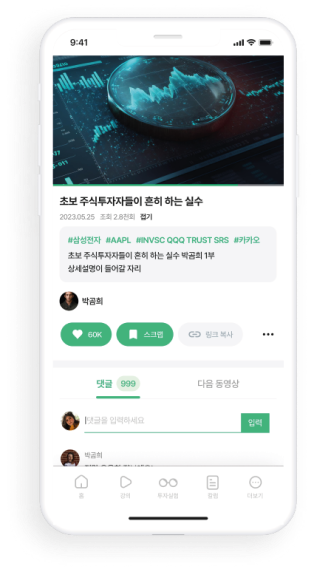 9:41
초보 주식투자자들이 흔히 하는 실수
2023.05.25 조회 2.8천회 접기
#삼성전자 #AAPL #INVSC QQQ TRUST SRS #카카오
초보 주식투자자들이 흔히 하는 실수 박곰희 1부
상세설명이 들어갈 자리
박곰희
60K 스크랩 링크 복사
댓글 999 다음 동영상
댓글을 입력하세요 입력
박곰희
홈 강의 투자살롱 칼럼 더보기